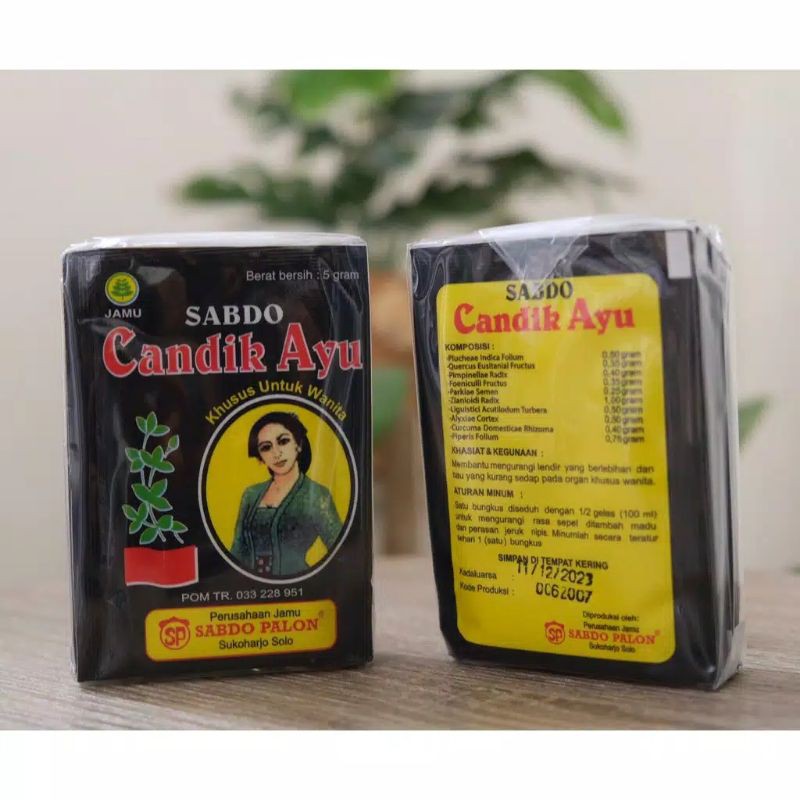 JAMU
Berat bersih : 5 gram
SABDO
Candik Ayu
Khusus Untuk Wanita
POM TR. 033 228 951
Perusahaan Jamu
SP SABDO PALON®
Sukoharjo Solo
SABDO
Candik Ayu
KOMPOSISI :
-Plucheae Indica Folium 0,50 gram
-Quercus Eusitanial Fructus 0,35 gram
-Pimpinellae Radix 0,40 gram
-Foeniculli Fructus 0,35 gram
-Parkiae Semen 0,25 gram
-Zianloidi Radix 1,00 gram
-Liguistici Acutilodum Turbera 0,50 gram
-Alyxiae Cortex 0,50 gram
-Curcuma Domesticae Rhizoma 0,40 gram
-Piperis Folium 0,75 gram
KHASIAT & KEGUNAAN :
Membantu mengurangi lendir yang berlebihan dan
bau yang kurang sedap pada organ khusus wanita.
ATURAN MINUM :
Satu bungkus diseduh dengan 1/2 gelas (100 ml)
untuk mengurangi rasa sepel ditambah madu
dan perasan jeruk nipis. Minumlah secara teratur
sehari 1 (satu) bungkus
SIMPAN DI TEMPAT KERING
Kadaluarsa : 11/12/2023
Kode Produksi : DC62007
Diproduksi oleh:
Perusahaan Jamu
SP SABDO PALON®
Sukoharjo Solo